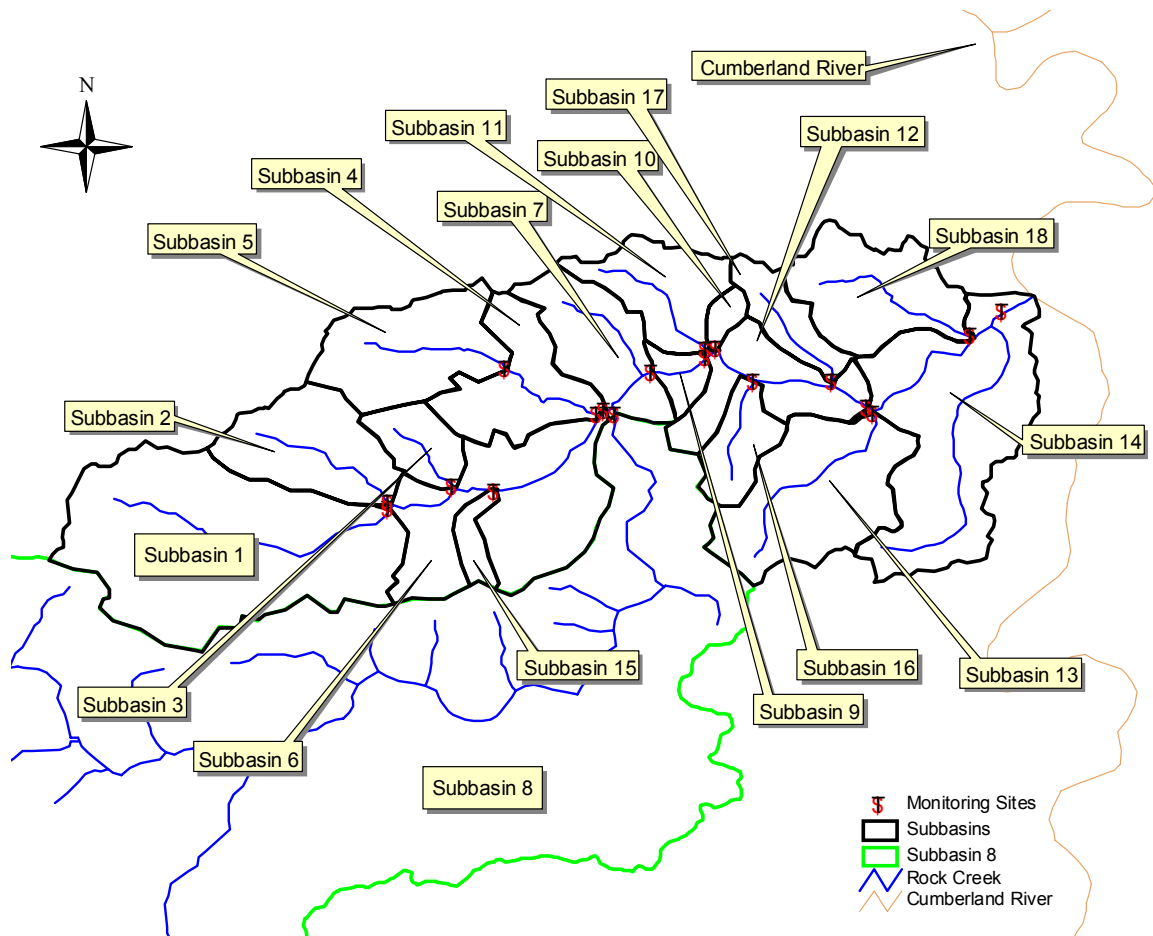 Cumberland River
N
Subbasin 17
Subbasin 11
Subbasin 12
Subbasin 10
Subbasin 4
Subbasin 7
Subbasin 5
Subbasin 18
Subbasin 2
Subbasin 14
Subbasin 1
Subbasin 15
Subbasin 16
Subbasin 13
Subbasin 3
Subbasin 9
Subbasin 6
Subbasin 8
Monitoring Sites
Subbasins
Subbasin 8
Rock Creek
Cumberland River